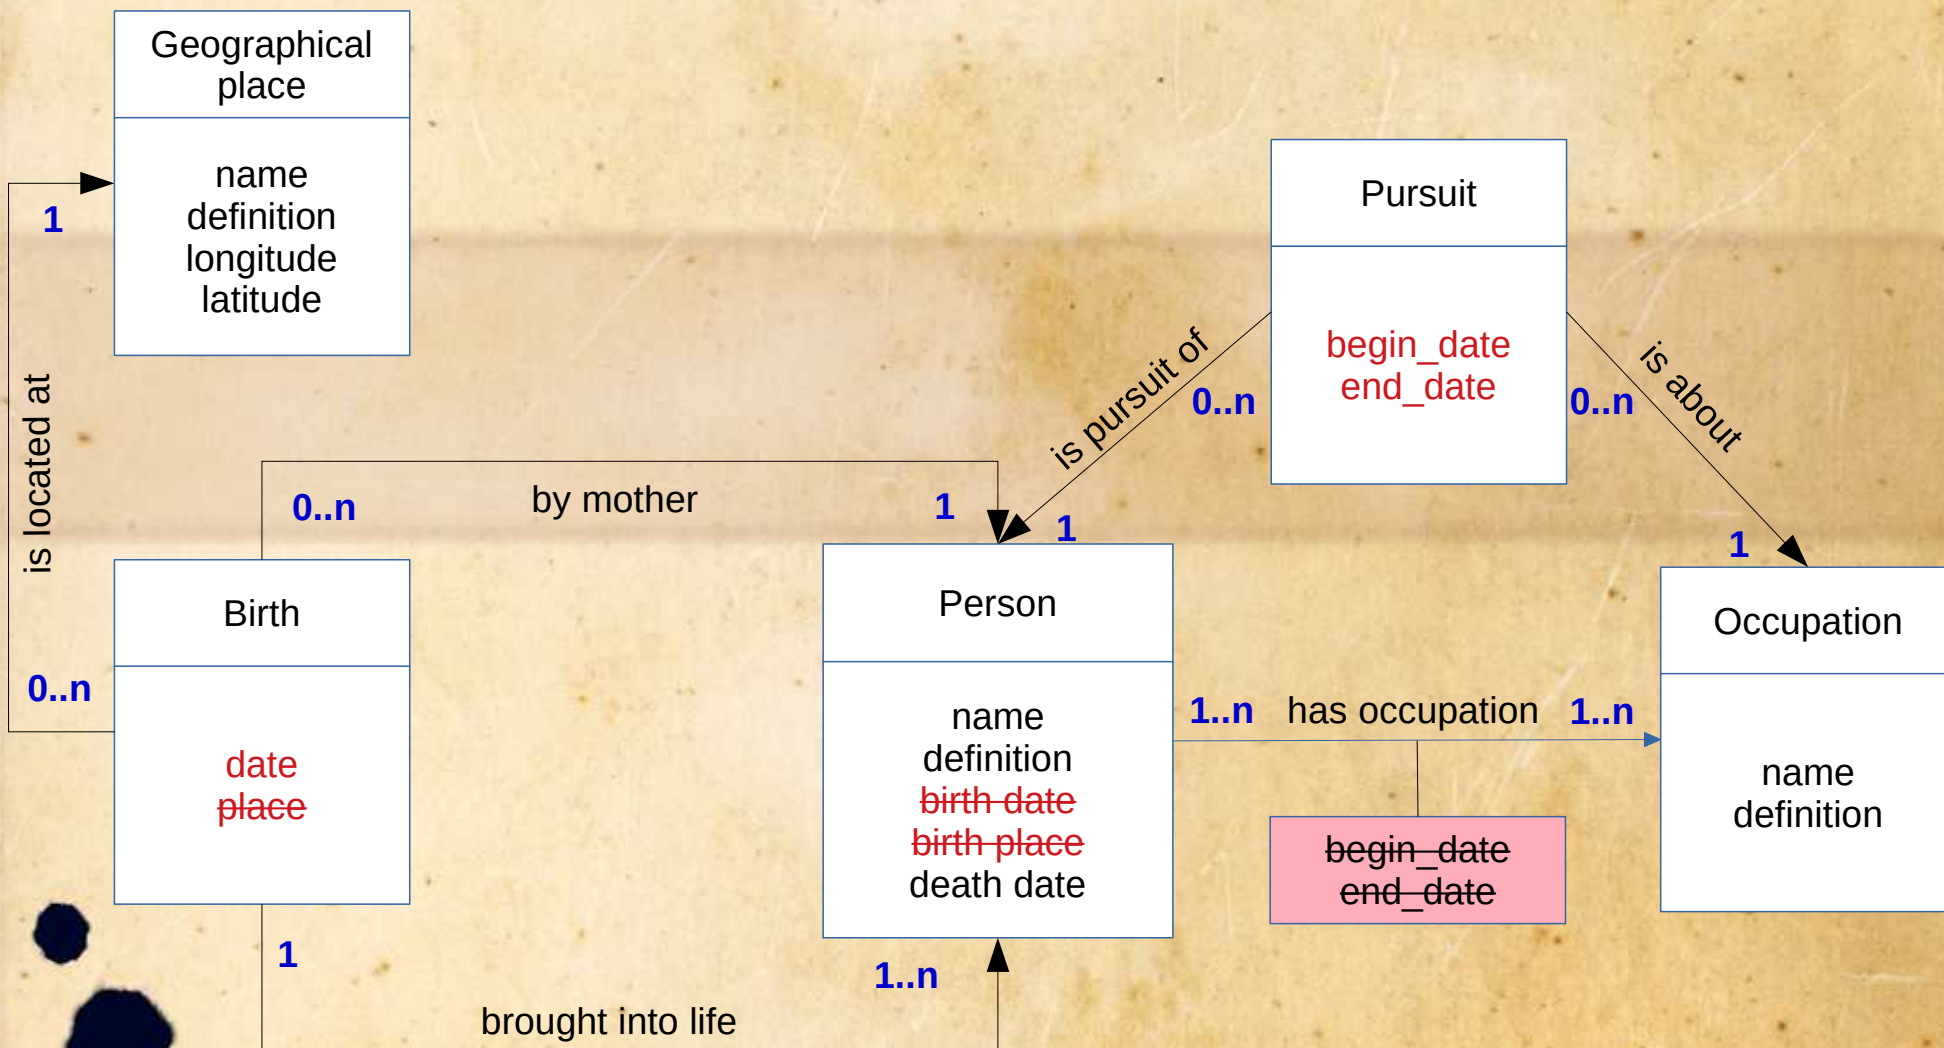 Geographical
place
name
definition
longitude
latitude
1
is located at
0..n
Pursuit
begin_date
end_date
is pursuit of
0..n
1
0..n
is about
1
0..n
by mother
1
Birth
date
place
1
Person
name
definition
birth date
birth place
death date
1..n
has occupation
1..n
begin_date
end_date
Occupation
name
definition
1..n
brought into life